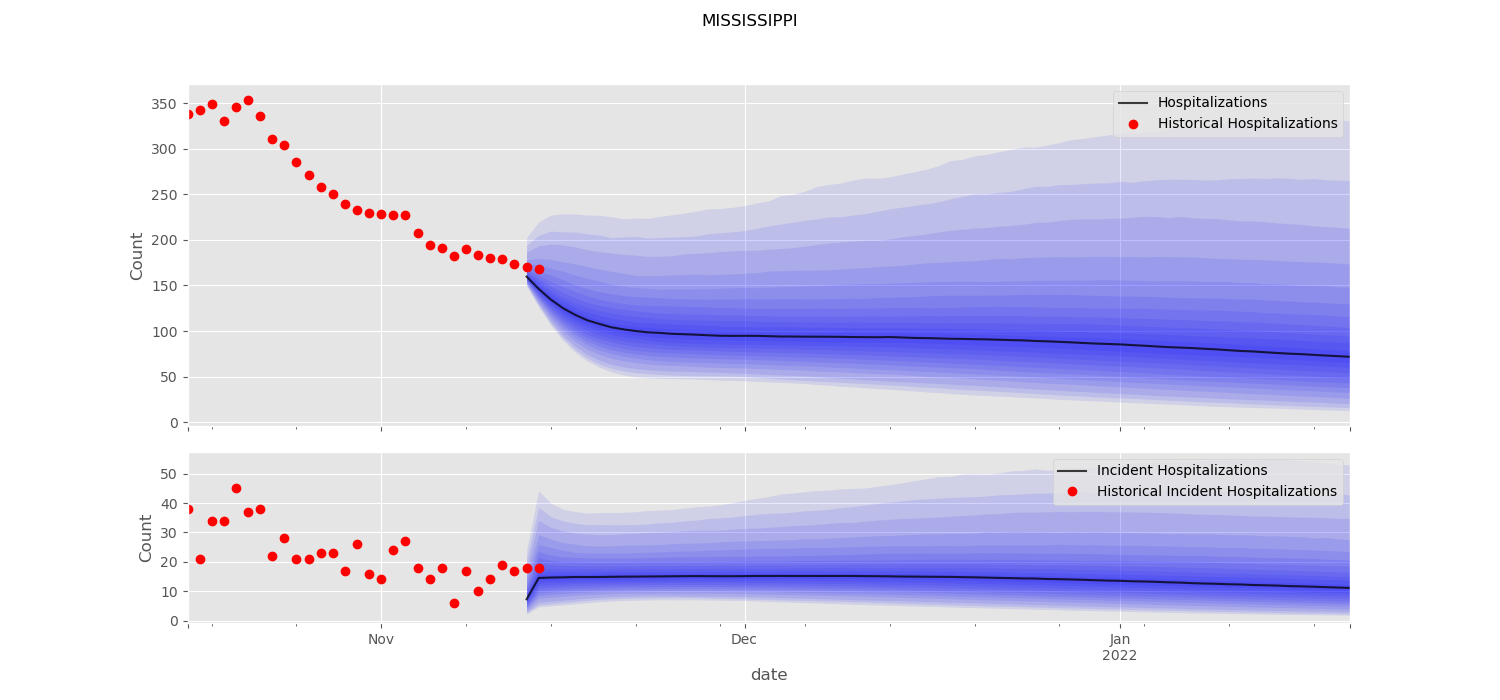 MISSISSIPPI
350
300
250
200
150
100
50
0
Count
Hospitalizations
Historical Hospitalizations
50
40
30
20
10
0
Count
Incident Hospitalizations
Historical Incident Hospitalizations
Nov
Dec
Jan
2022
date